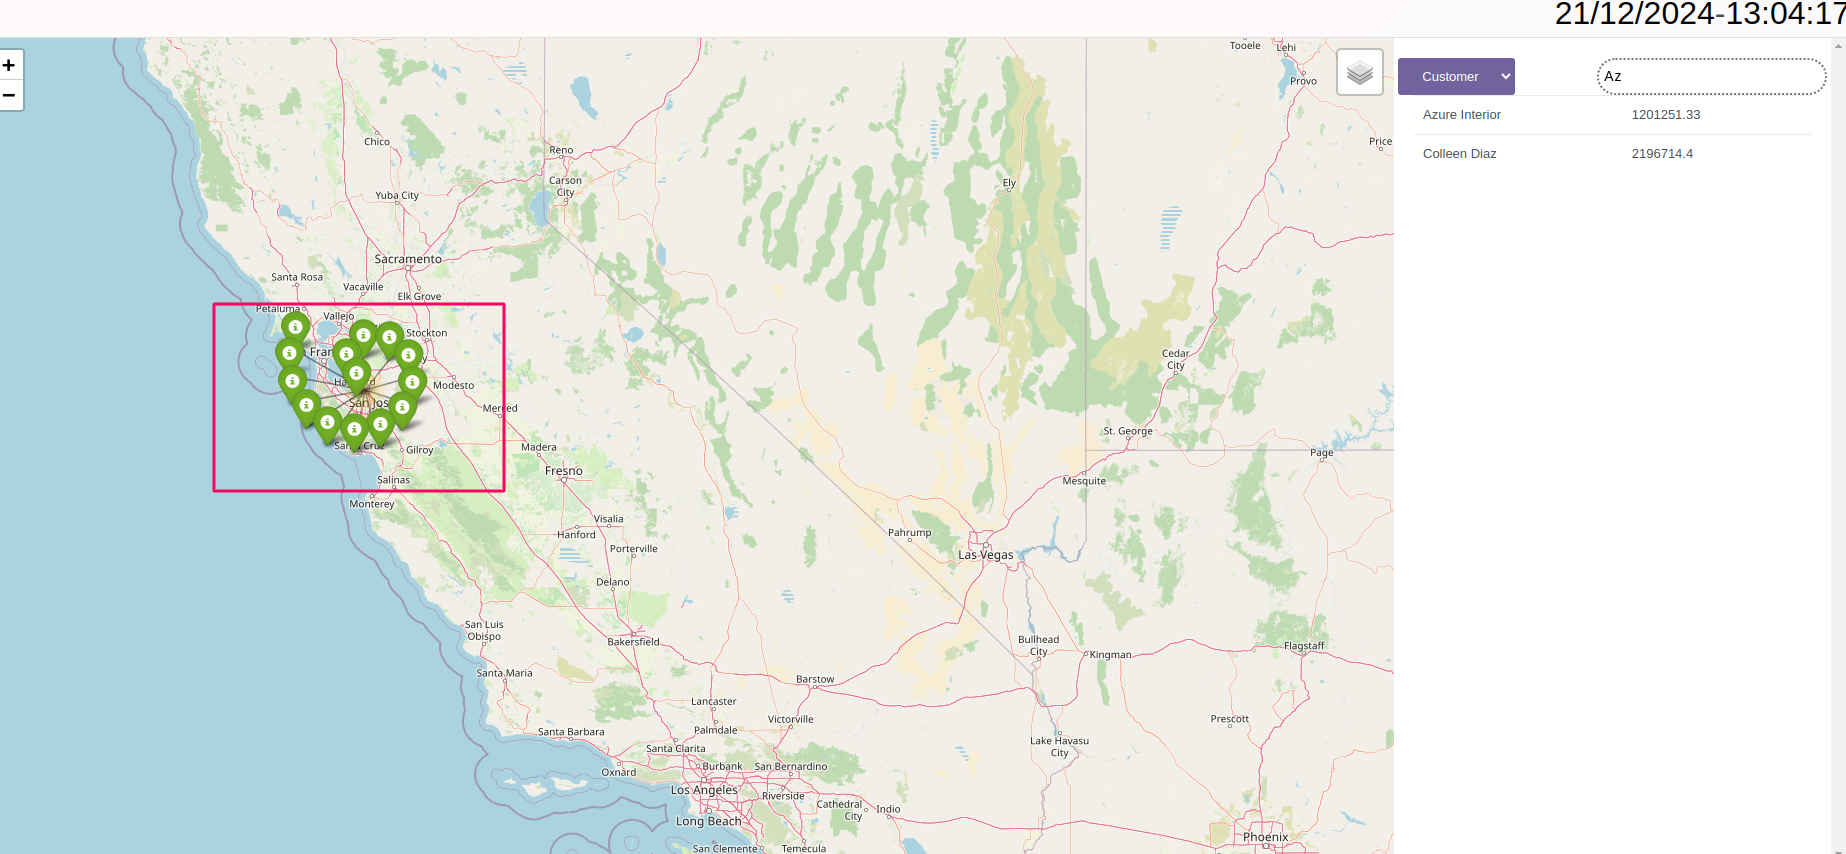 21/12/2024-13:04:17
+
−
Customer
Az
Azure Interior 1201251.33
Colleen Diaz 2196714.4
Tooele
Lehi
Provo
Price
Chico
Reno
Carson
City
Ely
Yuba City
Sacramento
Santa Rosa
Vacaville
Elk Grove
Petaluma
Vallejo
Stockton
Modesto
San Jos
Merced
Gilroy
Cedar
City
St. George
Page
Madera
Fresno
Salinas
Monterey
Mesquite
Visalia
Hanford
Porterville
Pahrump
Las Vegas
Delano
San Luis
Obispo
Bakersfield
Bullhead
City
Kingman
Flagstaff
Santa Maria
Barstow
Lancaster
Victorville
Prescott
Santa Barbara
Palmdale
Santa Clarita
Lake Havasu
City
Oxnard
Burbank
San Bernardino
Los Angeles
Riverside
Cathedral
City
Indio
Long Beach
Phoenix
San Clemente
Temecula